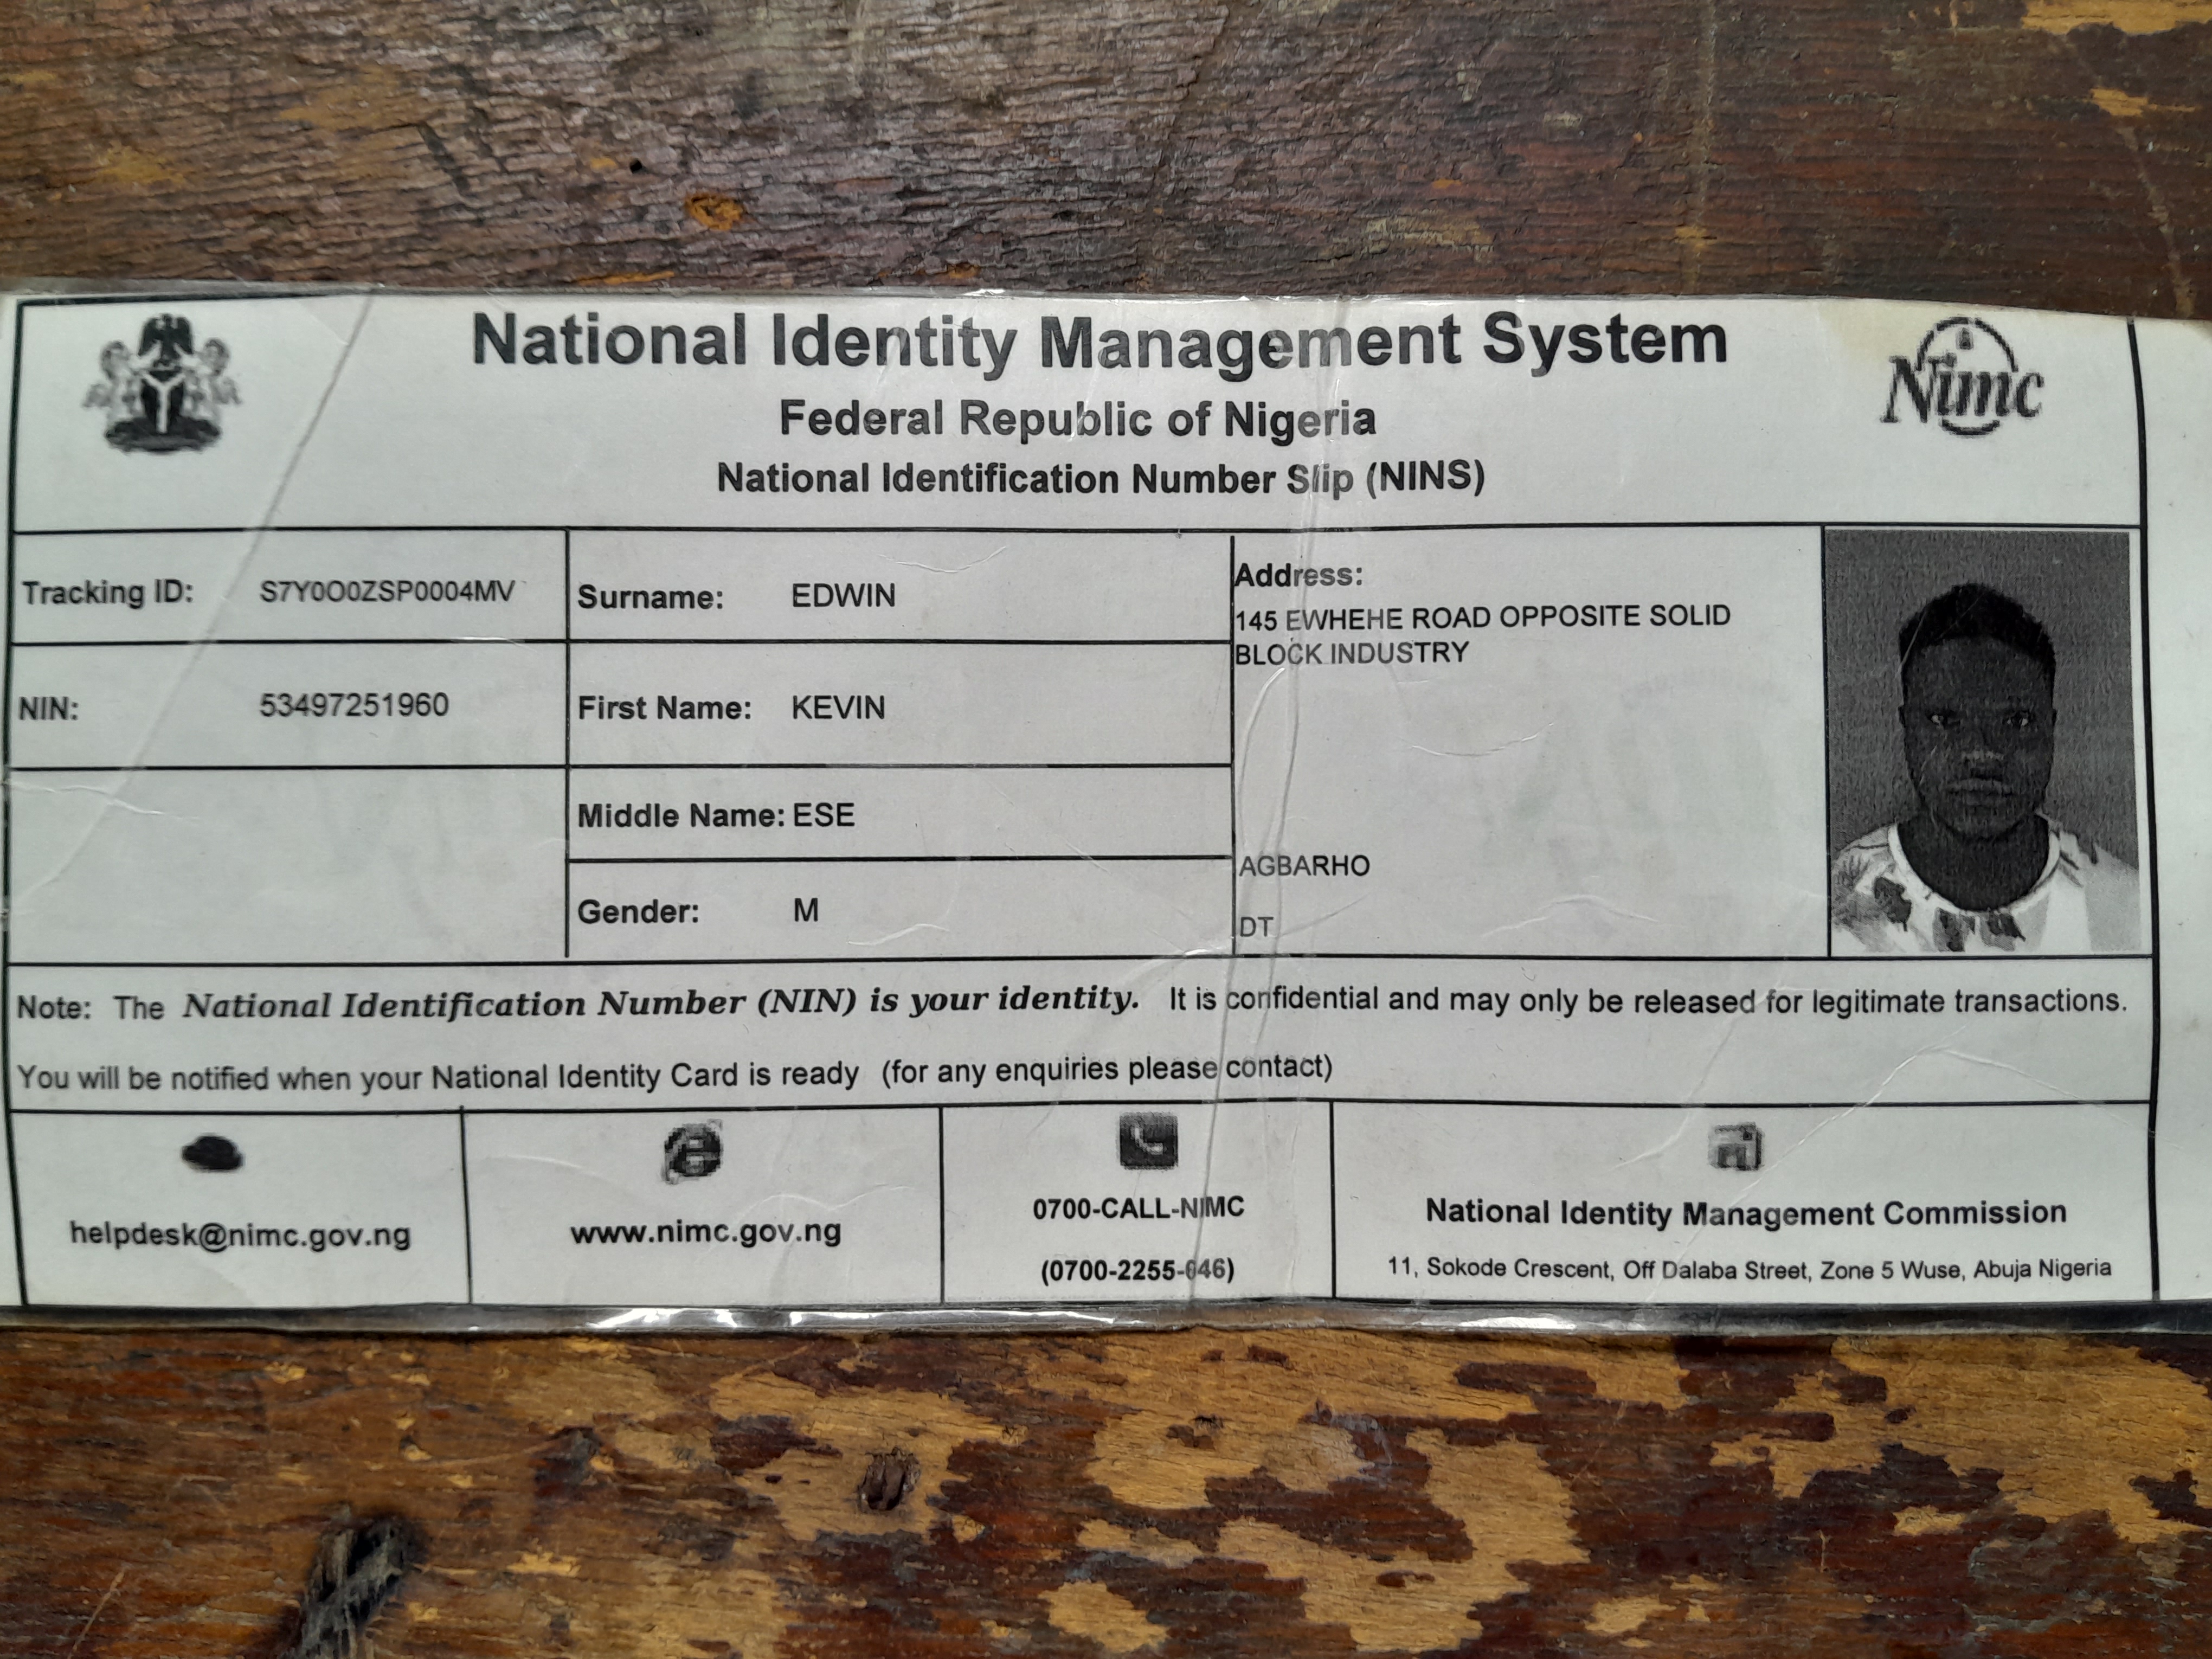 National Identity Management System
Federal Republic of Nigeria
National Identification Number Slip (NINS)
Nimc
Tracking ID: S7Y0O0ZSP0004MV
Surname: EDWIN
Address:
145 EWHEHE ROAD OPPOSITE SOLID
BLOCK INDUSTRY
NIN: 53497251960
First Name: KEVIN
Middle Name: ESE
AGBARHO
Gender: M
DT
Note: The National Identification Number (NIN) is your identity. It is confidential and may only be released for legitimate transactions.
You will be notified when your National Identity Card is ready (for any enquiries please contact)
helpdesk@nimc.gov.ng
www.nimc.gov.ng
0700-CALL-NIMC
(0700-2255-646)
National Identity Management Commission
11, Sokode Crescent, Off Dalaba Street, Zone 5 Wuse, Abuja Nigeria